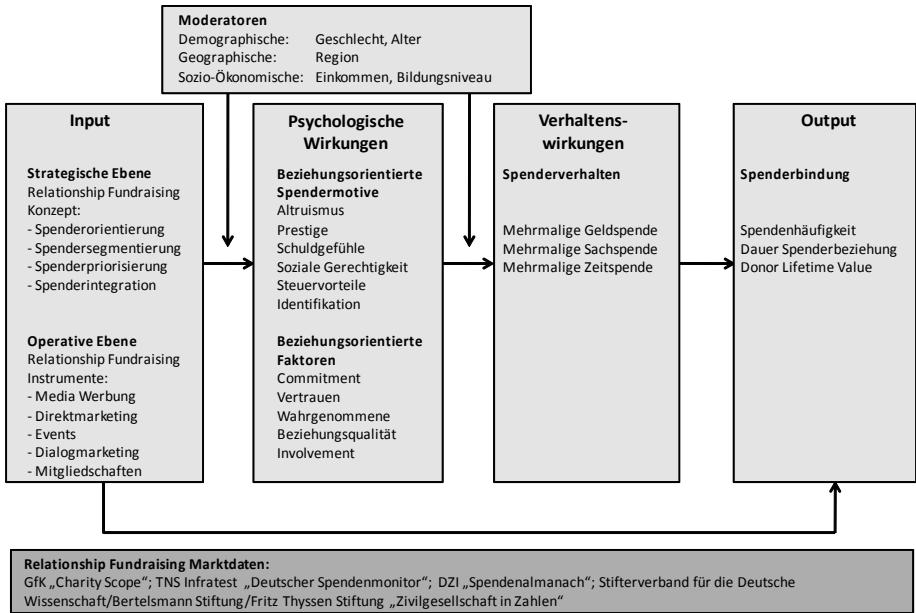 Moderatoren
Demographische: Geschlecht, Alter
Geographische: Region
Sozio-Ökonomische: Einkommen, Bildungsniveau
Input
Strategische Ebene
Relationship Fundraising
Konzept:
- Spenderorientierung
- Spendersegmentierung
- Spenderpriorisierung
- Spenderintegration
Operative Ebene
Relationship Fundraising
Instrumente:
- Media Werbung
- Direktmarketing
- Events
- Dialogmarketing
- Mitgliedschaften
Psychologische
Wirkungen
Beziehungsorientierte
Spendermotive
Altruismus
Prestige
Schuldgefühle
Soziale Gerechtigkeit
Steuervorteile
Identifikation
Beziehungsorientierte
Faktoren
Commitment
Vertrauen
Wahrgenommene
Beziehungsqualität
Involvement
Verhaltens-
wirkungen
Spenderverhalten
Mehrmalige Geldspende
Mehrmalige Sachspende
Mehrmalige Zeitspende
Output
Spenderbindung
Spendenhäufigkeit
Dauer Spenderbeziehung
Donor Lifetime Value
Relationship Fundraising Marktdaten:
GfK „Charity Scope“; TNS Infratest „Deutscher Spendenmonitor“; DZI „Spendenalmanach“; Stifterverband für die Deutsche
Wissenschaft/Bertelsmann Stiftung/Fritz Thyssen Stiftung „Zivilgesellschaft in Zahlen“